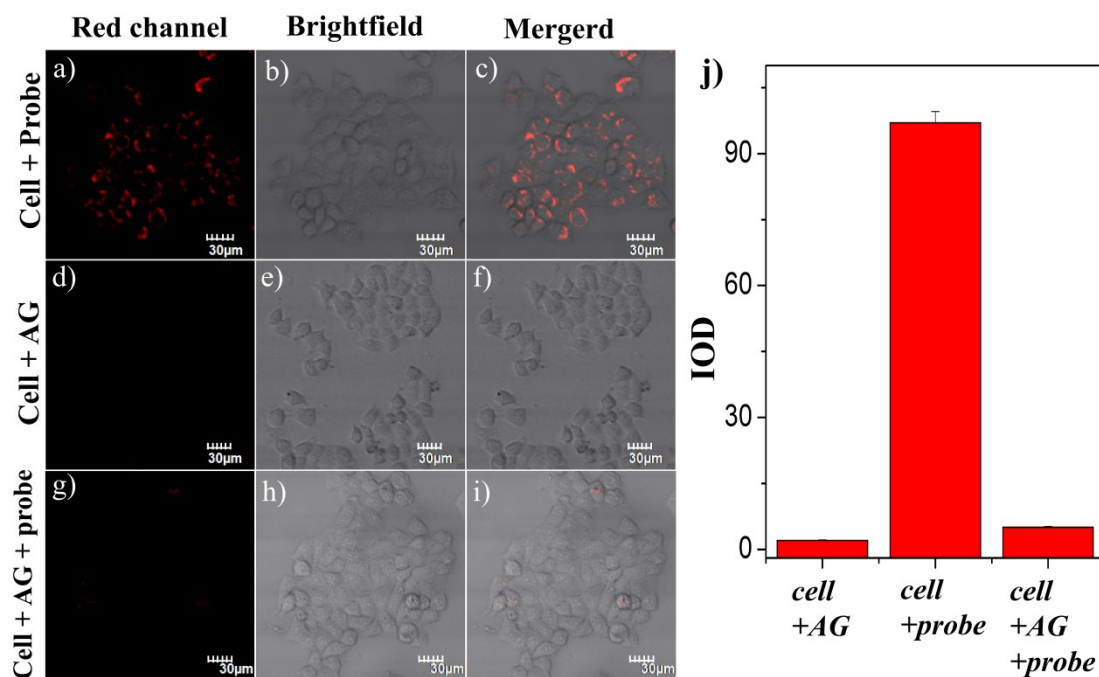 Red channel
Brightfield
Mergerd
Cell + Probe
a)
30µm
b)
30µm
c)
30µm
Cell + AG
d)
30µm
e)
30µm
f)
30µm
Cell + AG + probe
g)
30µm
h)
30µm
i)
30µm
j)
IOD
90
60
30
0
cell
+AG
cell
+probe
cell
+AG
+probe